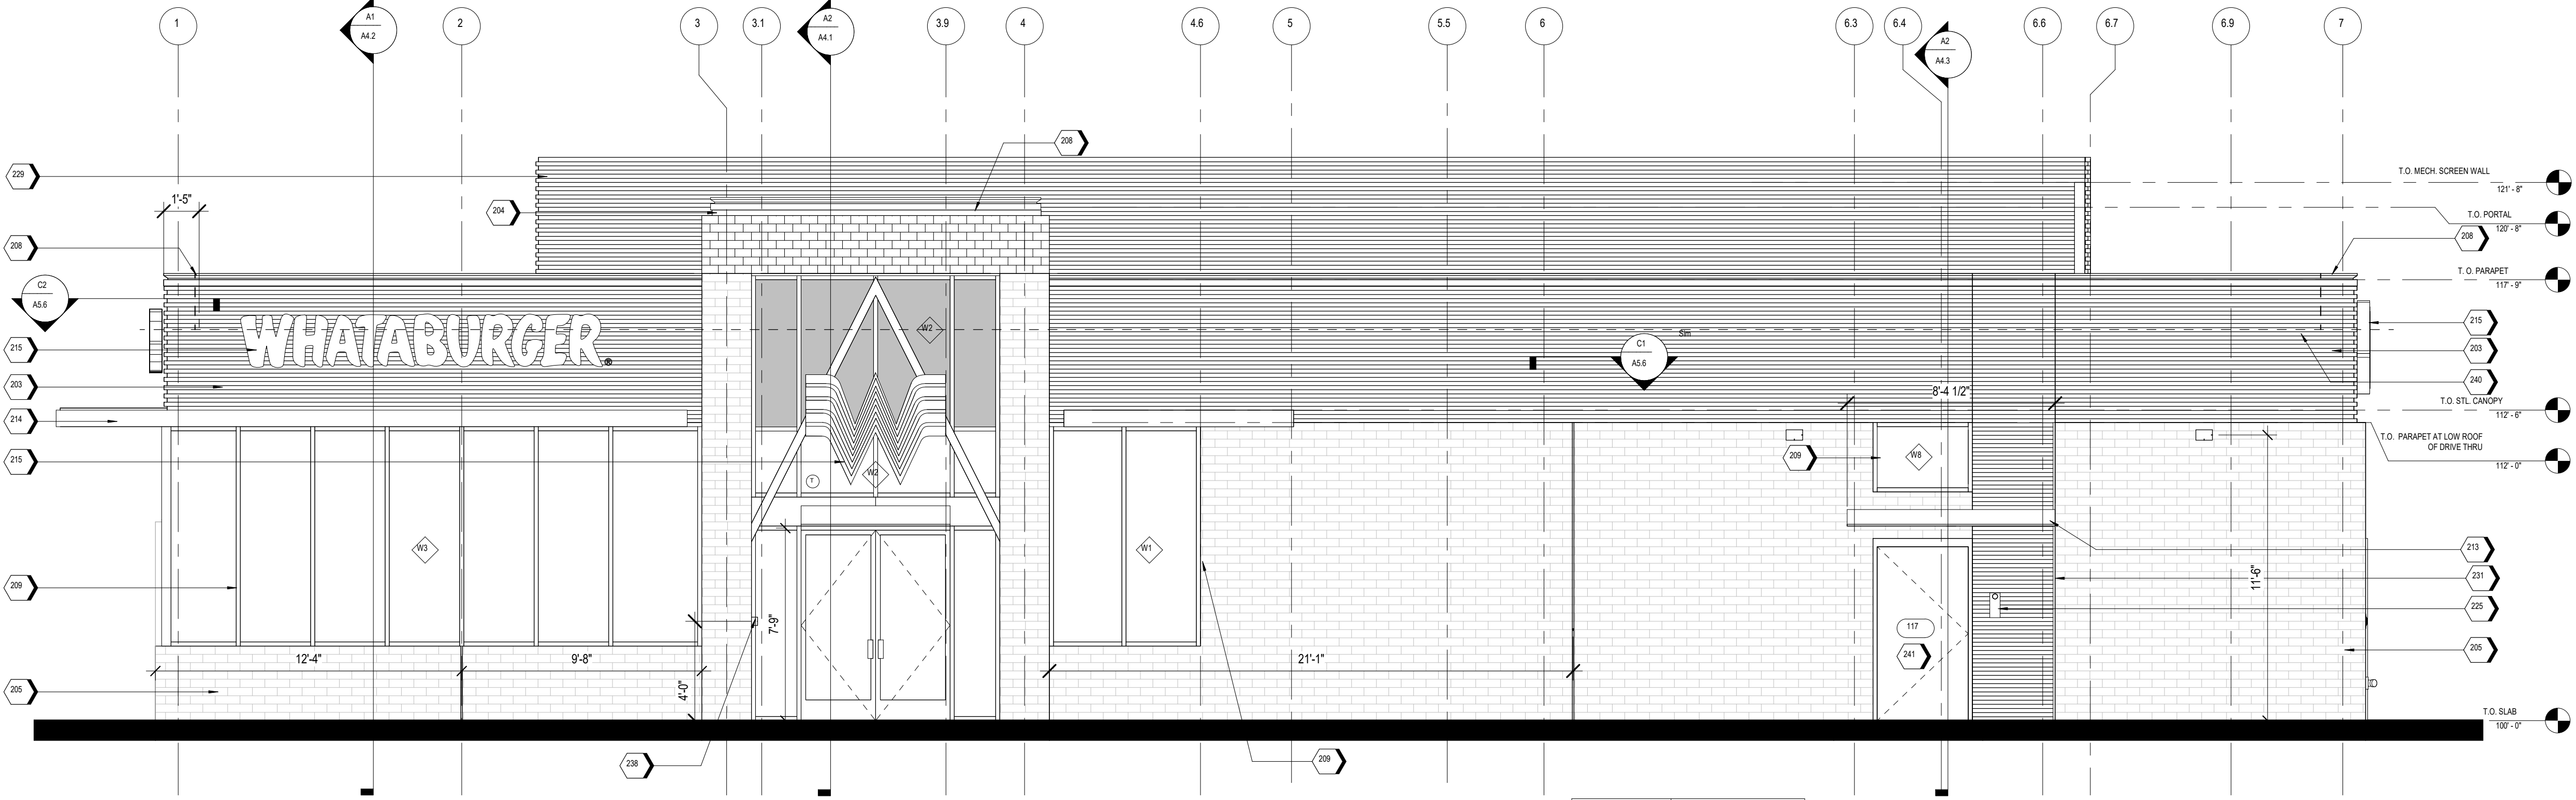 1
A1
A4.2
2
3
3.1
A2
A4.1
3.9
4
4.6
5
5.5
6
6.3
6.4
A2
A4.3
6.6
6.7
6.9
7
208
229
T.O. MECH. SCREEN WALL
121' - 8"
1'-5"
204
T.O. PORTAL
120' - 8"
208
208
T. O. PARAPET
117' - 9"
C2
A5.6
WHATABURGER®
W2
Sim
215
215
C1
A5.6
203
203
240
8'-4 1/2"
T.O. STL. CANOPY
112' - 6"
214
T.O. PARAPET AT LOW ROOF
OF DRIVE THRU
112' - 0"
215
W2
T
209
W8
W3
W1
213
209
231
11'-6"
225
7'-9"
117
241
205
12'-4"
9'-8"
21'-1"
205
4'-0"
T.O. SLAB
100' - 0"
238
209